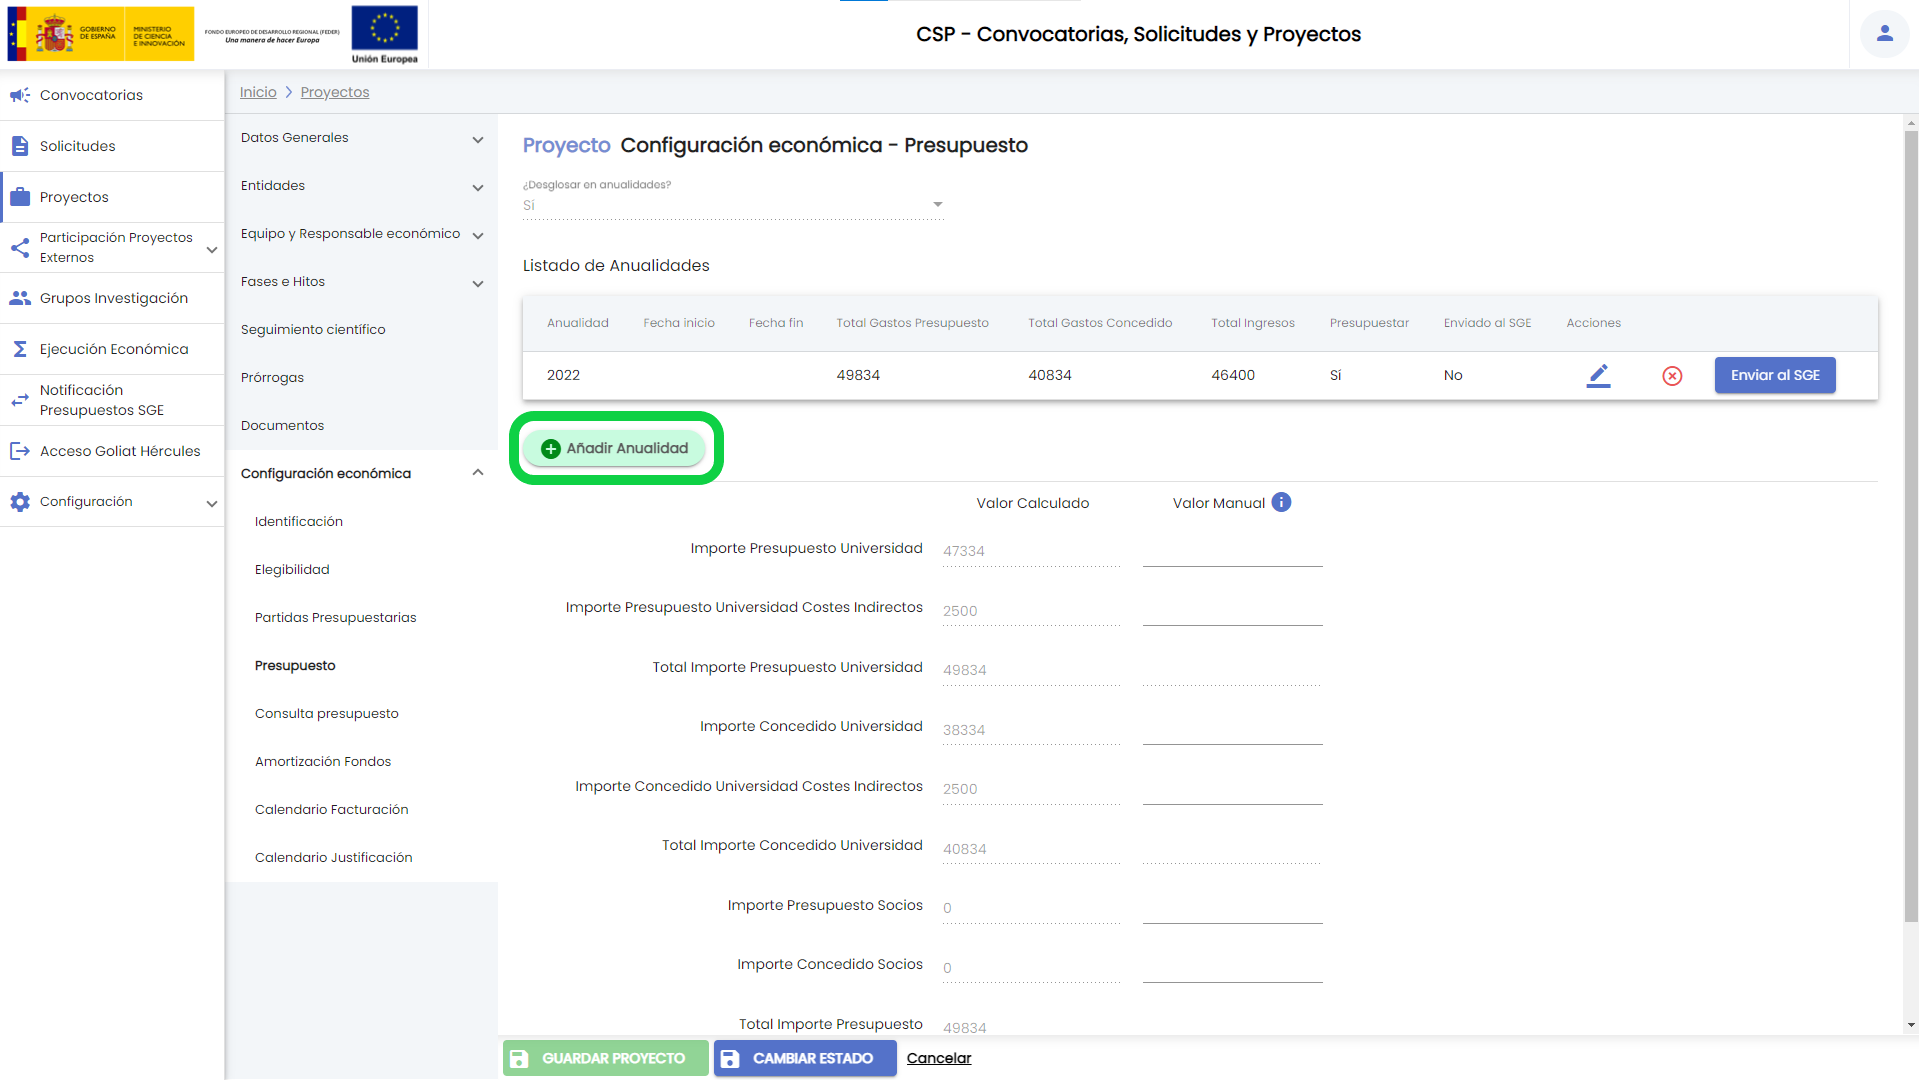 GOBIERNO
DE ESPAÑA
MINISTERIO
DE CIENCIA
E INNOVACIÓN
FONDO EUROPEO DE DESARROLLO REGIONAL (FEDER)
Una manera de hacer Europa
Unión Europea
CSP - Convocatorias, Solicitudes y Proyectos
Convocatorias
Solicitudes
Proyectos
Participación Proyectos
Externos
Grupos Investigación
Ejecución Económica
Notificación
Presupuestos SGE
Acceso Goliat Hércules
Configuración
Inicio > Proyectos
Datos Generales
Entidades
Equipo y Responsable económico
Fases e Hitos
Seguimiento científico
Prórrogas
Documentos
Configuración económica
Identificación
Elegibilidad
Partidas Presupuestarias
Presupuesto
Consulta presupuesto
Amortización Fondos
Calendario Facturación
Calendario Justificación
Proyecto Configuración económica - Presupuesto
¿Desglosar en anualidades?
Sí
Listado de Anualidades
Anualidad Fecha inicio Fecha fin Total Gastos Presupuesto Total Gastos Concedido Total Ingresos Presupuestar Enviado al SGE Acciones
2022 49834 40834 46400 Sí No Enviar al SGE
Añadir Anualidad
Valor Calculado Valor Manual i
Importe Presupuesto Universidad 47334
Importe Presupuesto Universidad Costes Indirectos 2500
Total Importe Presupuesto Universidad 49834
Importe Concedido Universidad 38334
Importe Concedido Universidad Costes Indirectos 2500
Total Importe Concedido Universidad 40834
Importe Presupuesto Socios 0
Importe Concedido Socios 0
Total Importe Presupuesto 49834
GUARDAR PROYECTO CAMBIAR ESTADO Cancelar